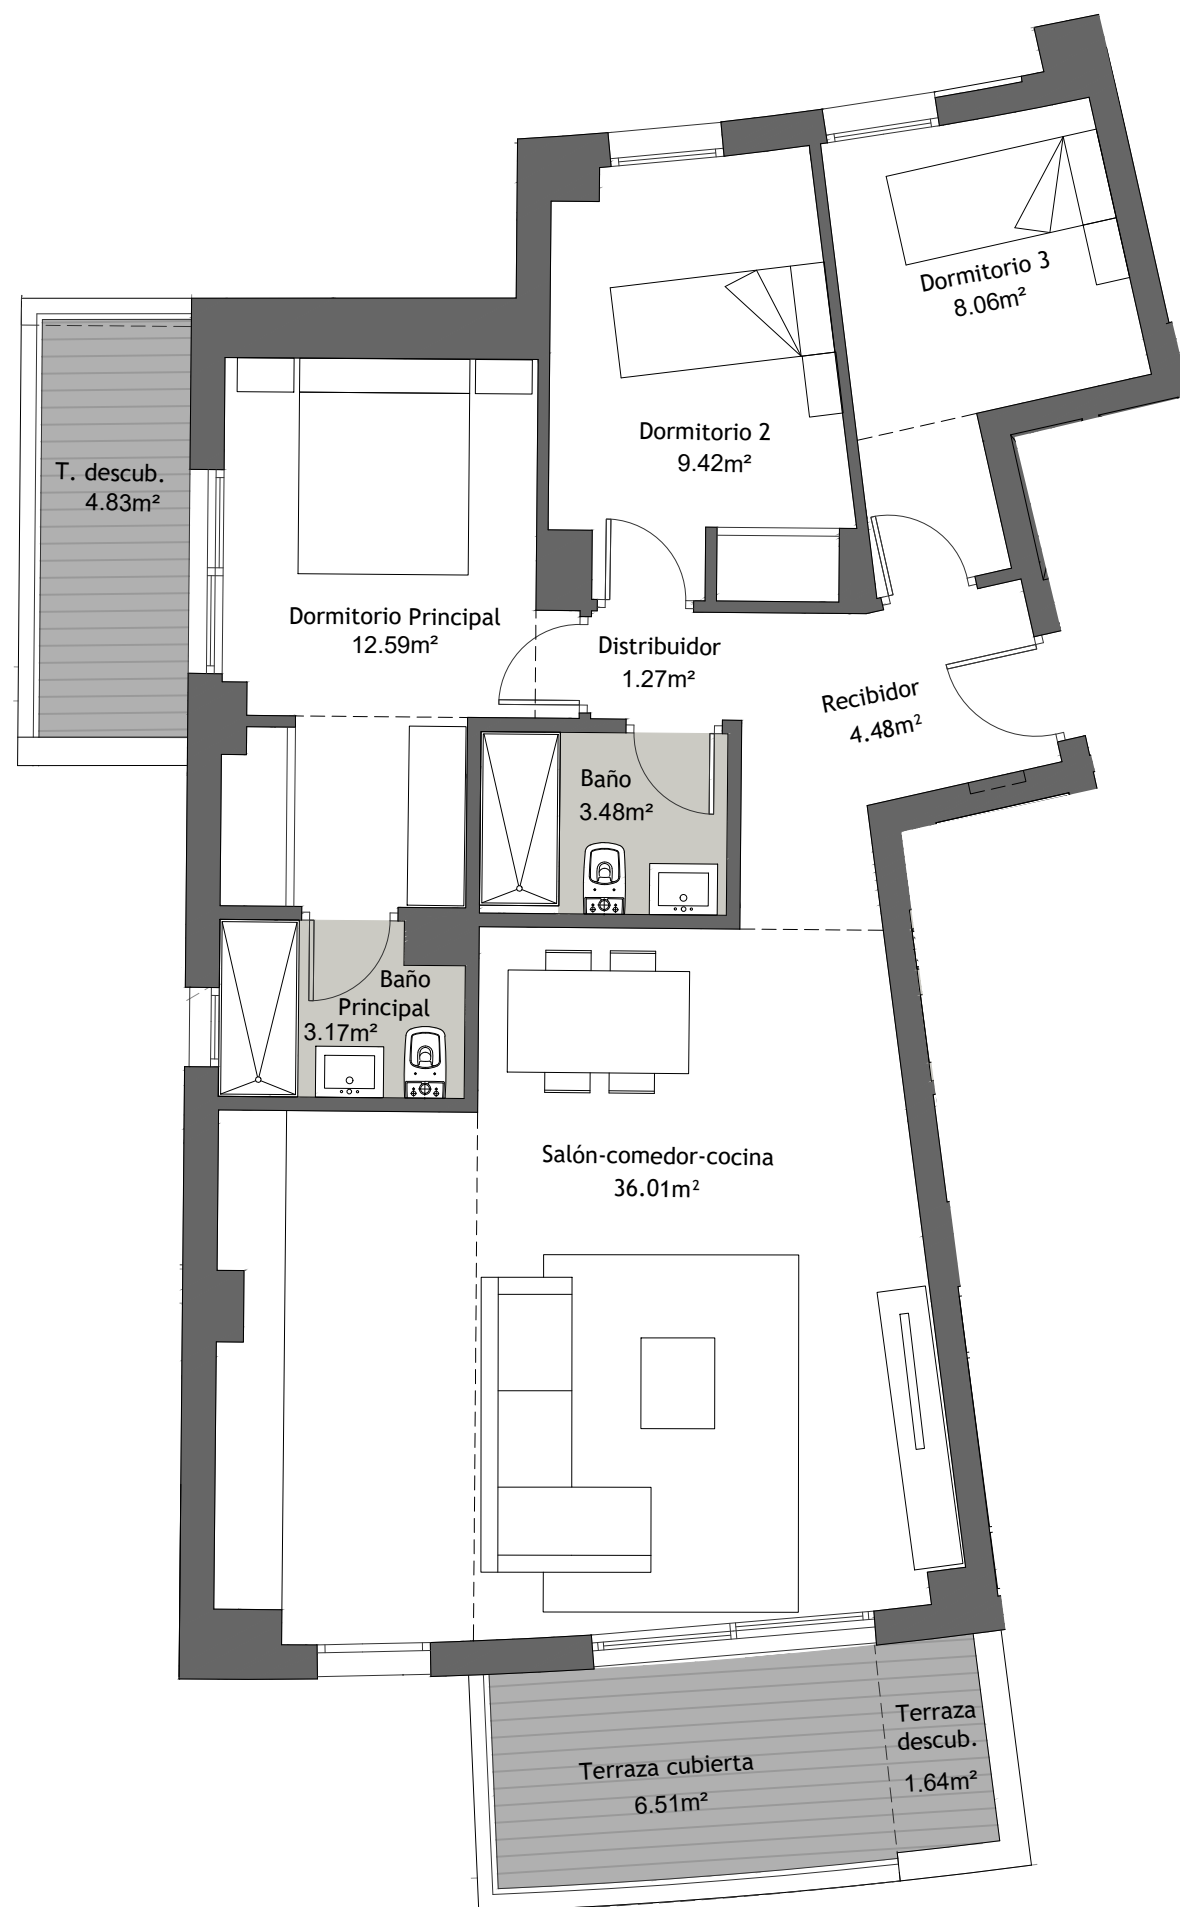 Dormitorio 3
8.06m²
Dormitorio 2
9.42m²
T. descub.
4.83m²
Dormitorio Principal
12.59m²
Distribuidor
1.27m²
Recibidor
4.48m²
Baño
3.48m²
Baño
Principal
3.17m²
Salón-comedor-cocina
36.01m²
Terraza
descub.
1.64m²
Terraza cubierta
6.51m²